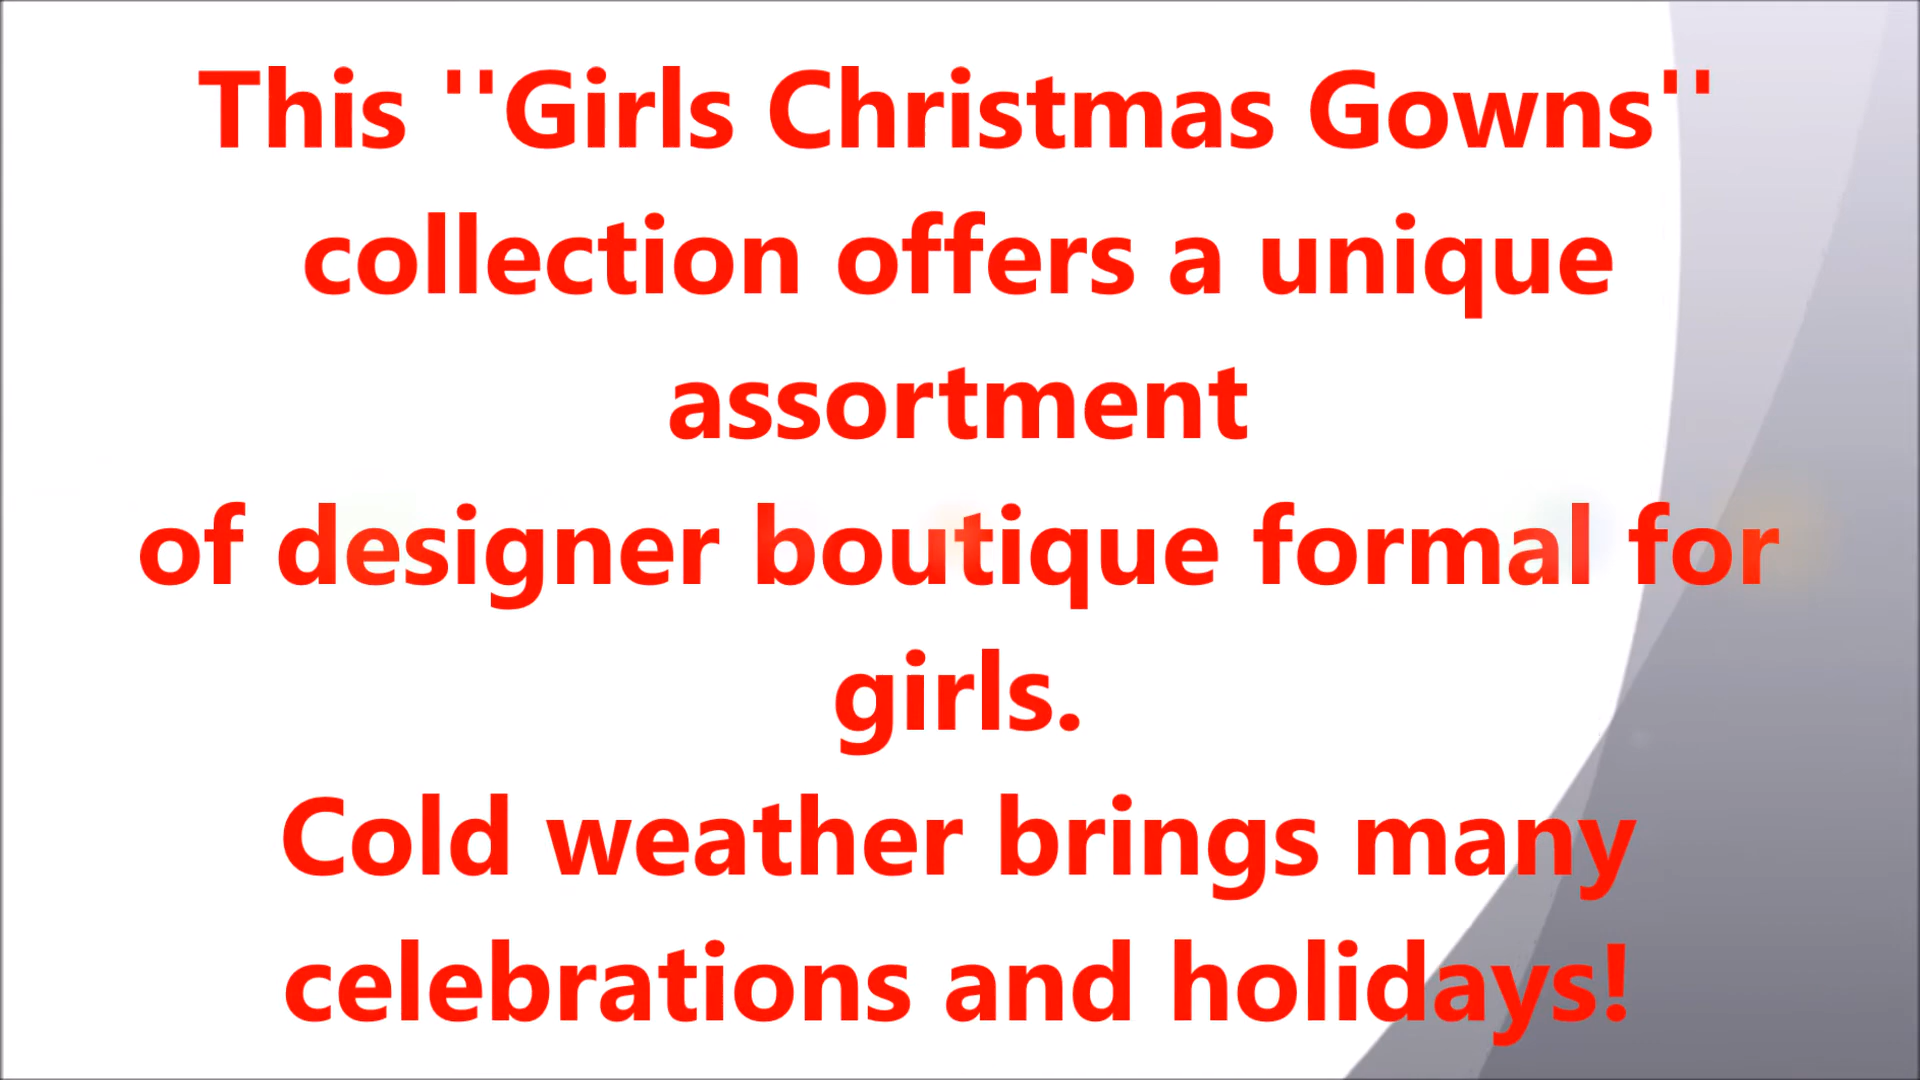 This ''Girls Christmas Gowns''
collection offers a unique
assortment
of designer boutique formal for
girls.
Cold weather brings many
celebrations and holidays!